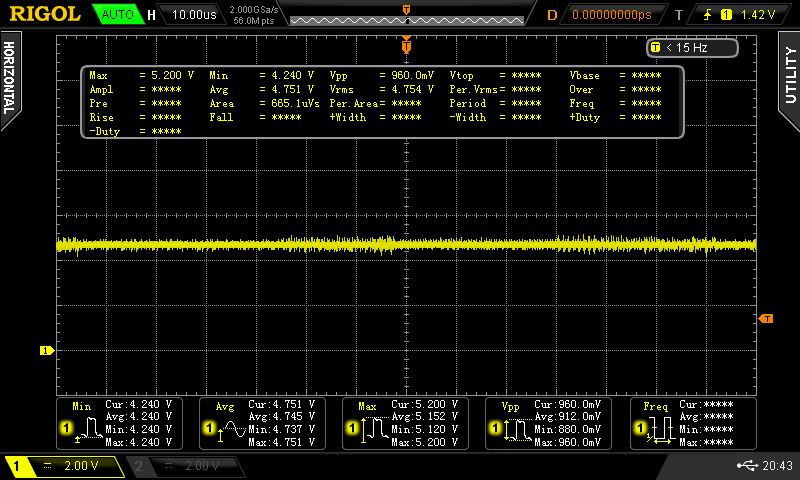 RIGOL AUTO H 10.00us 2.000GSa/s D 0.00000000ps T 1 1.42 V
56.0M pts
T
HORIZONTAL
UTILITY
T < 15 Hz
Max = 5.200 V Min = 4.240 V Vpp = 960.0mV Vtop = ***** Vbase = *****
Ampl = ***** Avg = 4.751 V Vrms = 4.754 V Per.Vrms= ***** Over = *****
Pre = ***** Area = 665.1uVs Per.Area= ***** Period = ***** Freq = *****
Rise = ***** Fall = ***** +Width = ***** -Width = ***** +Duty = *****
-Duty = *****
T
1
Min Cur:4.240 V
Avg:4.240 V
1 Min:4.240 V
Max:4.240 V
Avg Cur:4.751 V
Avg:4.745 V
1 Min:4.737 V
Max:4.751 V
Max Cur:5.200 V
Avg:5.152 V
1 Min:5.120 V
Max:5.200 V
Vpp Cur:960.0mV
Avg:912.0mV
1 Min:880.0mV
Max:960.0mV
Freq Cur:*****
Avg:*****
1 Min:*****
Max:*****
1 2.00 V 2 2.00 V 20:43